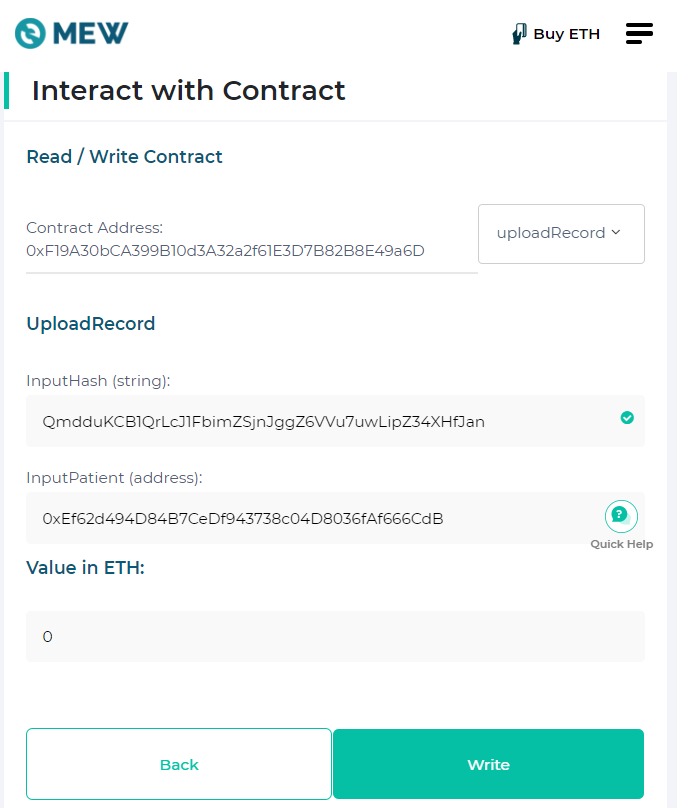 MEW
Buy ETH
Interact with Contract
Read / Write Contract
Contract Address:
0xF19A30bCA399B10d3A32a2f61E3D7B82B8E49a6D
uploadRecord
UploadRecord
InputHash (string):
QmdduKCB1QrLcJ1FbimZSjnJggZ6VVu7uwLipZ34XHfJan
InputPatient (address):
0xEf62d494D84B7CeDf943738c04D8036fAf666CdB
?
Quick Help
Value in ETH:
0
Back
Write